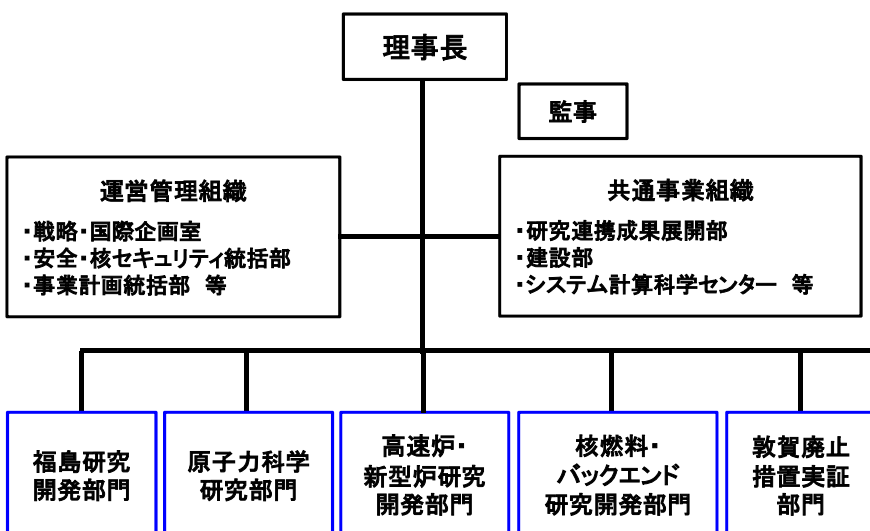 理事長
監事
運営管理組織
・戦略・国際企画室
・安全・核セキュリティ統括部
・事業計画統括部 等
共通事業組織
・研究連携成果展開部
・建設部
・システム計算科学センター 等
福島研究
開発部門
原子力科学
研究部門
高速炉・
新型炉研究
開発部門
核燃料・
バックエンド
研究開発部門
敦賀廃止
措置実証
部門